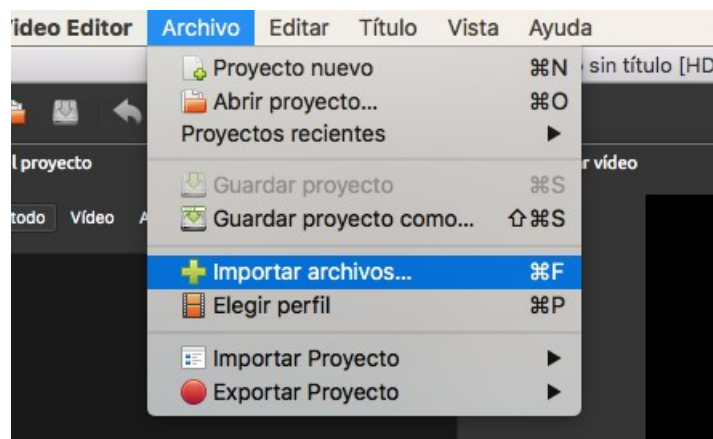 ideo Editor Archivo Editar Título Vista Ayuda
Proyecto nuevo ⌘N sin título [HD
Abrir proyecto... ⌘O
Proyectos recientes ▶
l proyecto r vídeo
Guardar proyecto ⌘S
todo Vídeo A Guardar proyecto como... ⇧⌘S
Importar archivos... ⌘F
Elegir perfil ⌘P
Importar Proyecto ▶
Exportar Proyecto ▶